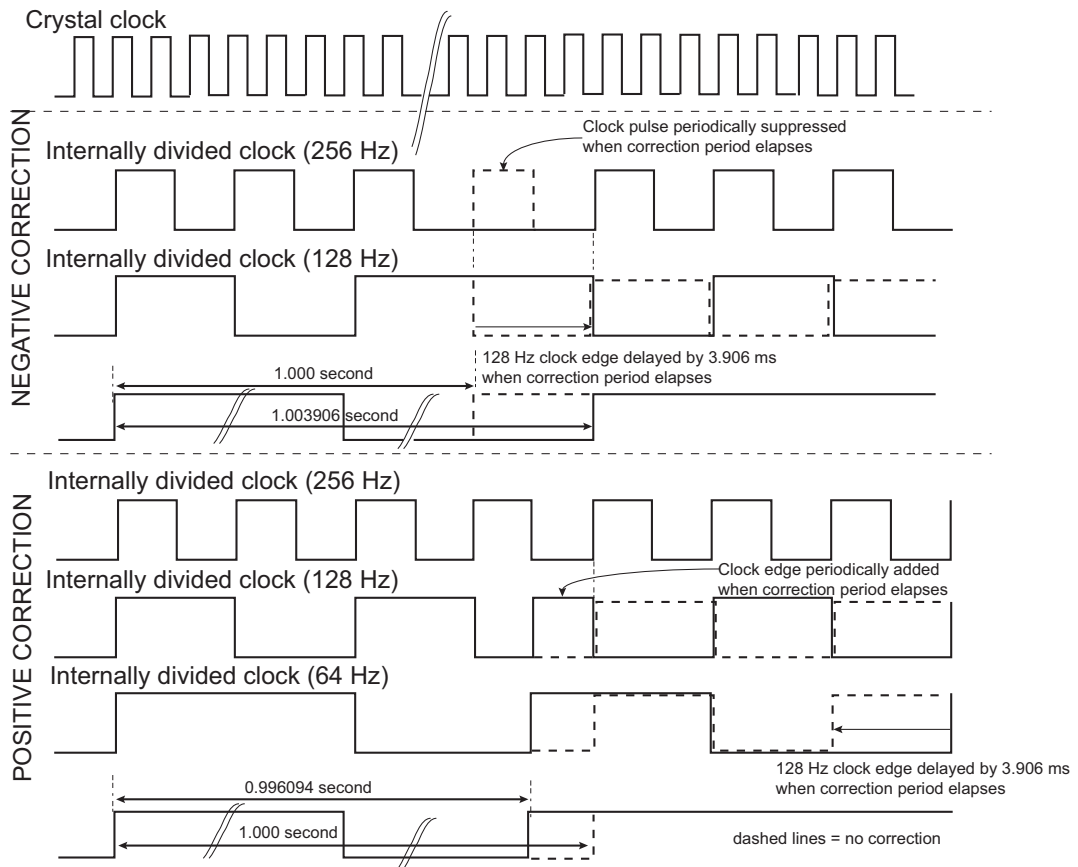 Crystal clock
NEGATIVE CORRECTION
Clock pulse periodically suppressed
when correction period elapses
Internally divided clock (256 Hz)
Internally divided clock (128 Hz)
128 Hz clock edge delayed by 3.906 ms
when correction period elapses
1.000 second
1.003906 second
POSITIVE CORRECTION
Internally divided clock (256 Hz)
Internally divided clock (128 Hz)
Clock edge periodically added
when correction period elapses
Internally divided clock (64 Hz)
128 Hz clock edge delayed by 3.906 ms
when correction period elapses
0.996094 second
1.000 second
dashed lines = no correction